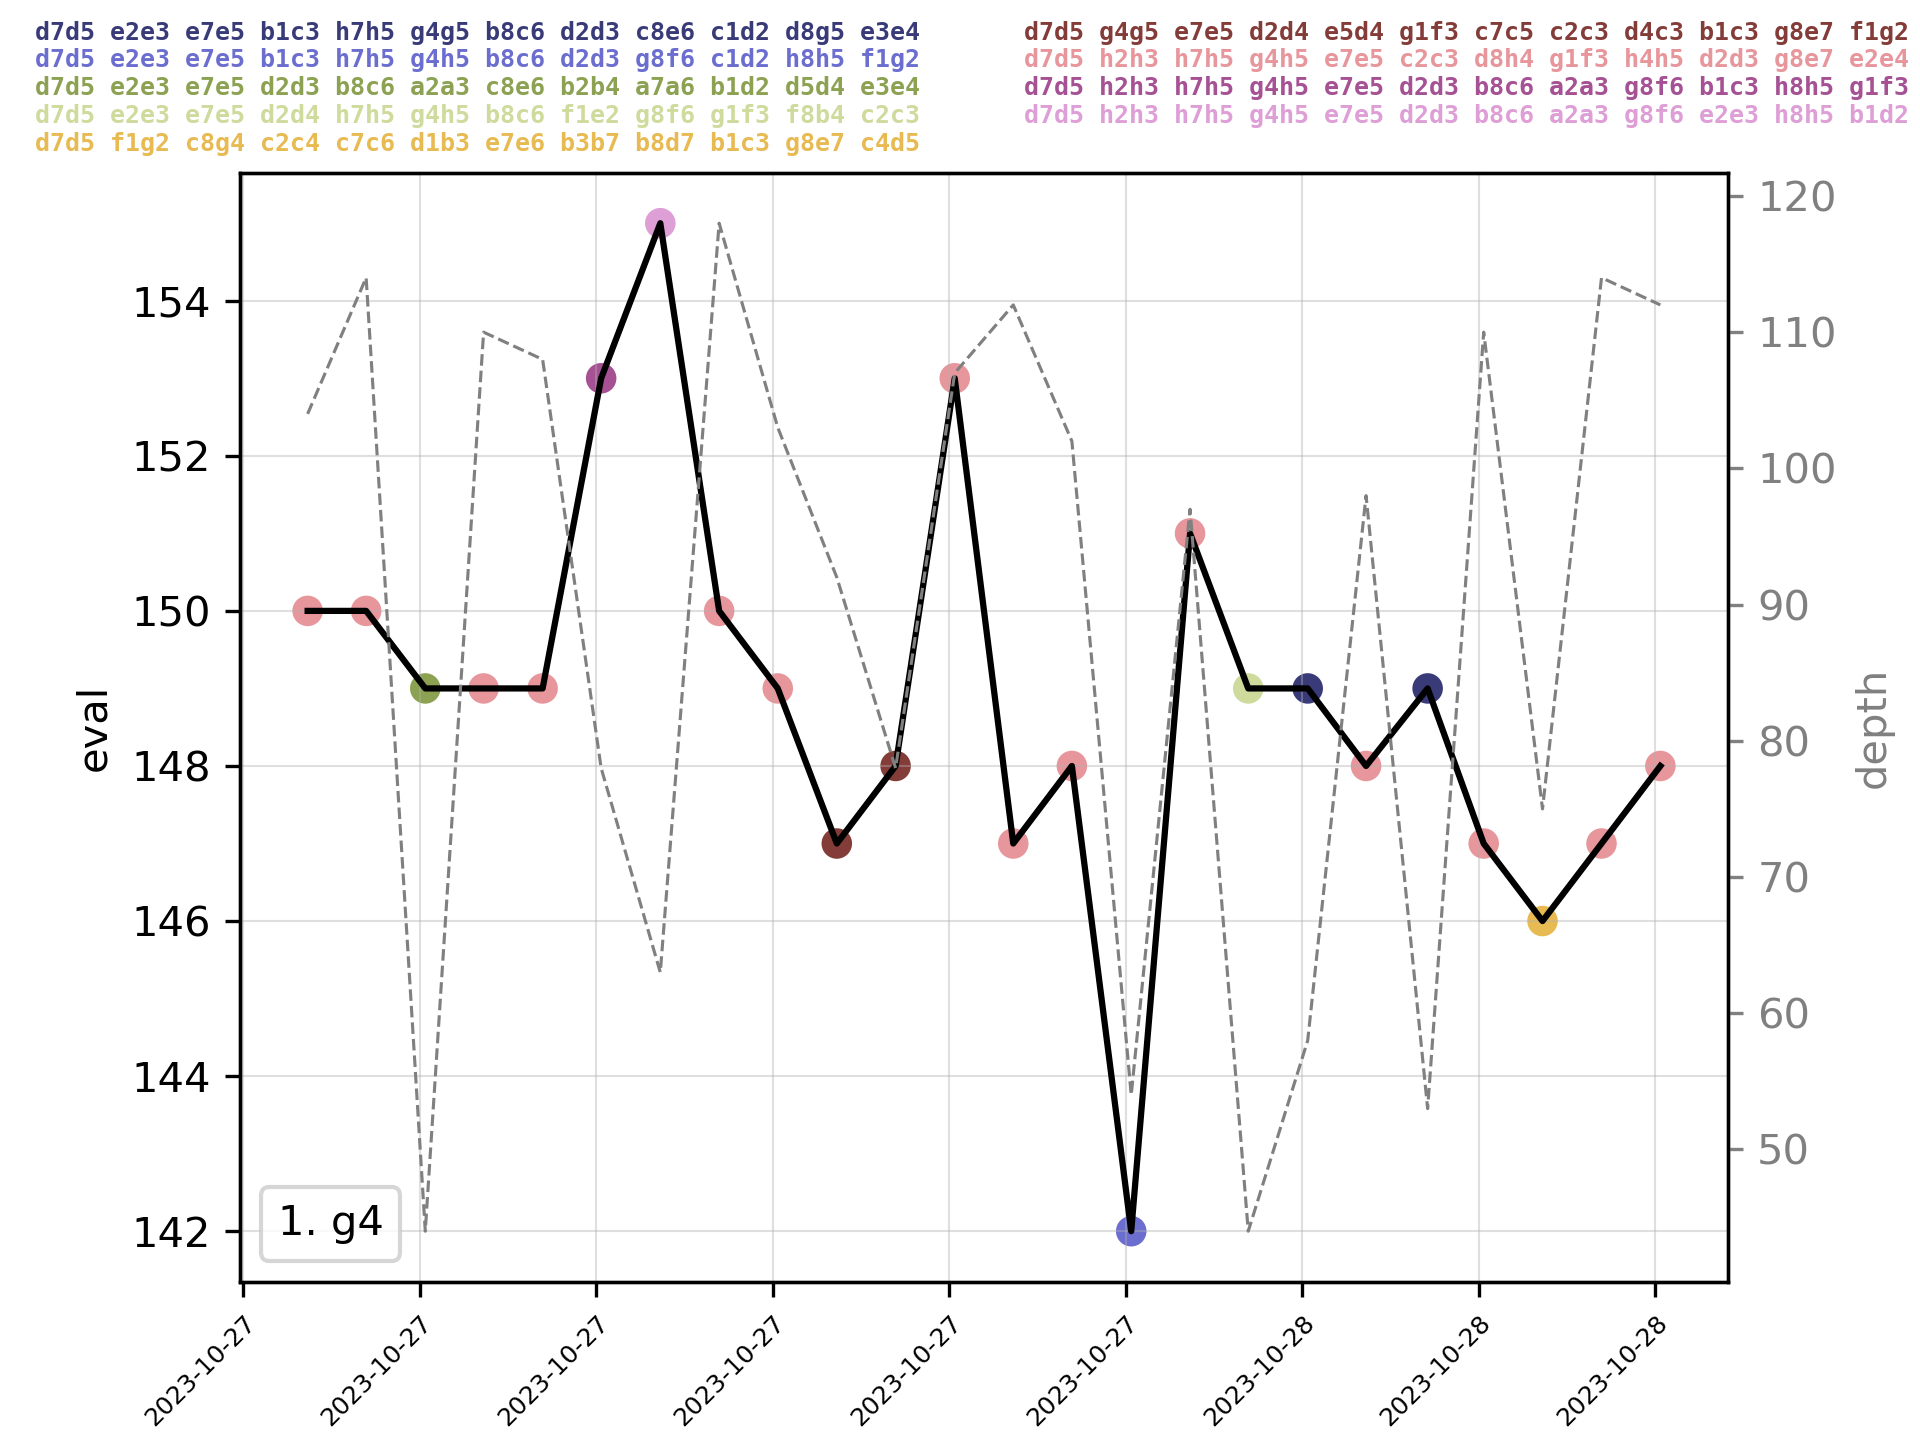 d7d5 e2e3 e7e5 b1c3 h7h5 g4g5 b8c6 d2d3 c8e6 c1d2 d8g5 e3e4
d7d5 e2e3 e7e5 b1c3 h7h5 g4h5 b8c6 d2d3 g8f6 c1d2 h8h5 f1g2
d7d5 e2e3 e7e5 d2d3 b8c6 a2a3 c8e6 b2b4 a7a6 b1d2 d5d4 e3e4
d7d5 e2e3 e7e5 d2d4 h7h5 g4h5 b8c6 f1e2 g8f6 g1f3 f8b4 c2c3
d7d5 f1g2 c8g4 c2c4 c7c6 d1b3 e7e6 b3b7 b8d7 b1c3 g8e7 c4d5
d7d5 g4g5 e7e5 d2d4 e5d4 g1f3 c7c5 c2c3 d4c3 b1c3 g8e7 f1g2
d7d5 h2h3 h7h5 g4h5 e7e5 c2c3 d8h4 g1f3 h4h5 d2d3 g8e7 e2e4
d7d5 h2h3 h7h5 g4h5 e7e5 d2d3 b8c6 a2a3 g8f6 b1c3 h8h5 g1f3
d7d5 h2h3 h7h5 g4h5 e7e5 d2d3 b8c6 a2a3 g8f6 e2e3 h8h5 b1d2
154
152
150
148
146
144
142
eval
120
110
100
90
80
70
60
50
depth
1. g4
2023-10-27
2023-10-27
2023-10-27
2023-10-27
2023-10-27
2023-10-27
2023-10-28
2023-10-28
2023-10-28